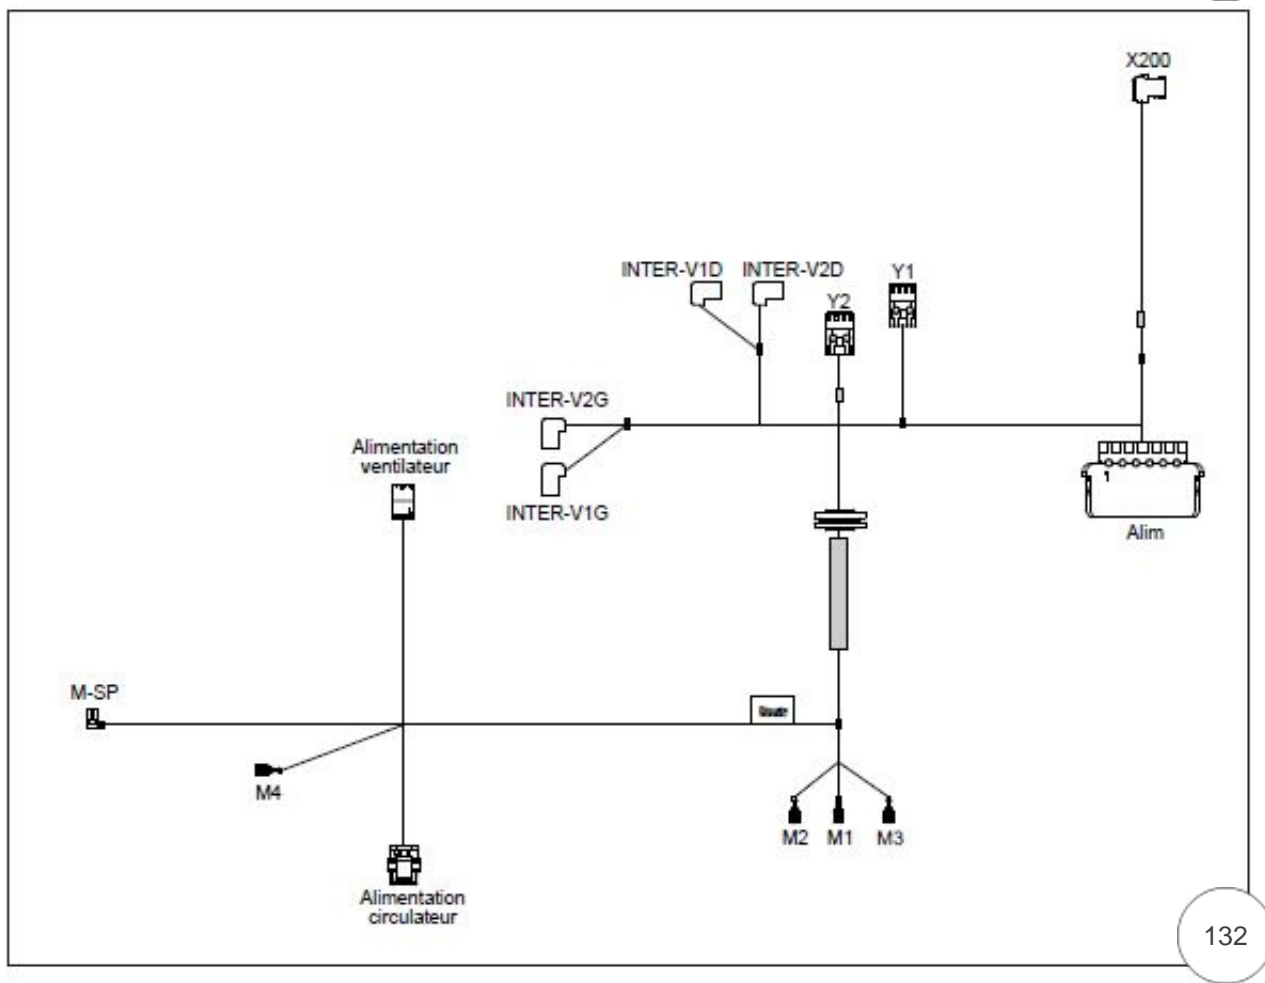 X200
INTER-V1D INTER-V2D Y1
Y2
INTER-V2G
Alimentation
ventilateur
1
INTER-V1G
Alim
M-SP
M4
M2 M1 M3
Alimentation
circulateur
132